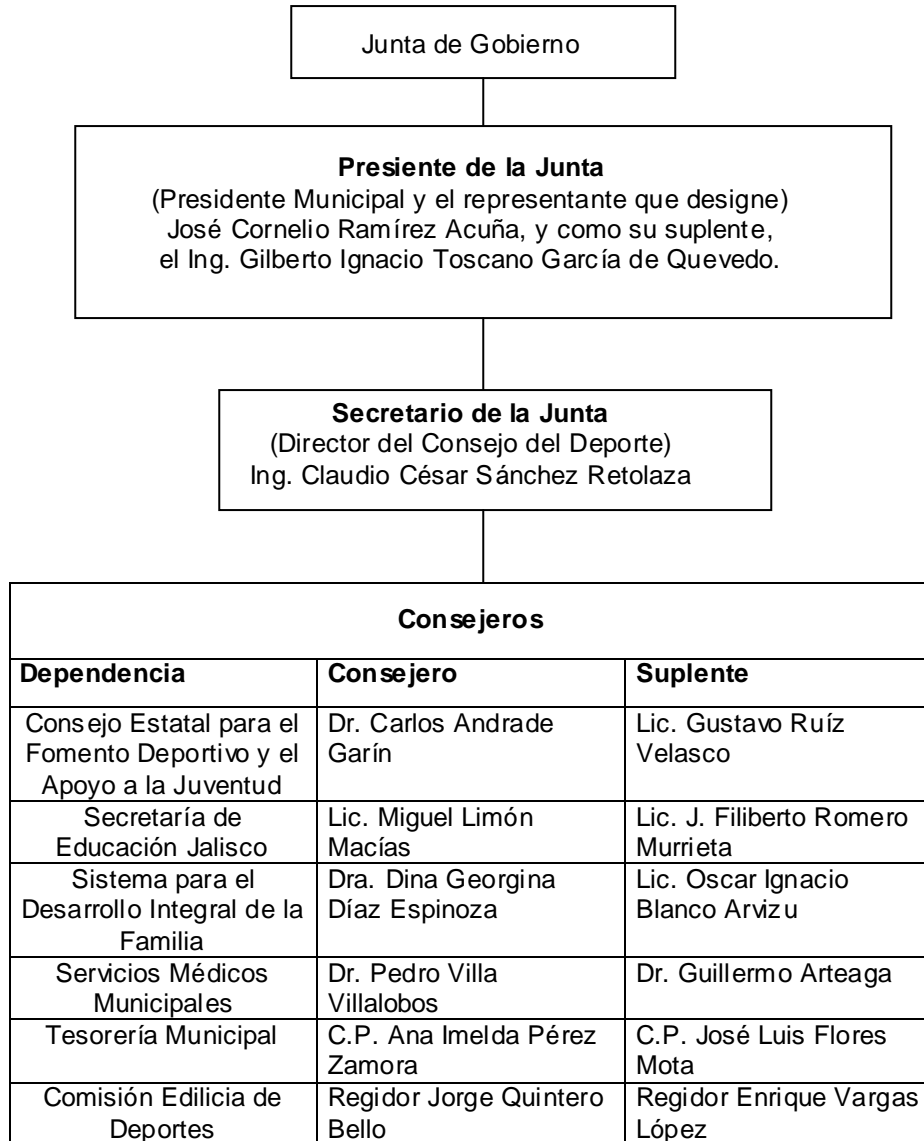 Junta de Gobierno
Presiente de la Junta
(Presidente Municipal y el representante que designe)
José Cornelio Ramírez Acuña, y como su suplente,
el Ing. Gilberto Ignacio Toscano García de Quevedo.
Secretario de la Junta
(Director del Consejo del Deporte)
Ing. Claudio César Sánchez Retolaza
Consejeros
Dependencia Consejero Suplente
Consejo Estatal para el Dr. Carlos Andrade Lic. Gustavo Ruíz
Fomento Deportivo y el Garín Velasco
Apoyo a la Juventud
Secretaría de Lic. Miguel Limón Lic. J. Filiberto Romero
Educación Jalisco Macías Murrieta
Sistema para el Dra. Dina Georgina Lic. Oscar Ignacio
Desarrollo Integral de la Díaz Espinoza Blanco Arvizu
Familia
Servicios Médicos Dr. Pedro Villa Dr. Guillermo Arteaga
Municipales Villalobos
Tesorería Municipal C.P. Ana Imelda Pérez C.P. José Luis Flores
Zamora Mota
Comisión Edilicia de Regidor Jorge Quintero Regidor Enrique Vargas
Deportes Bello López